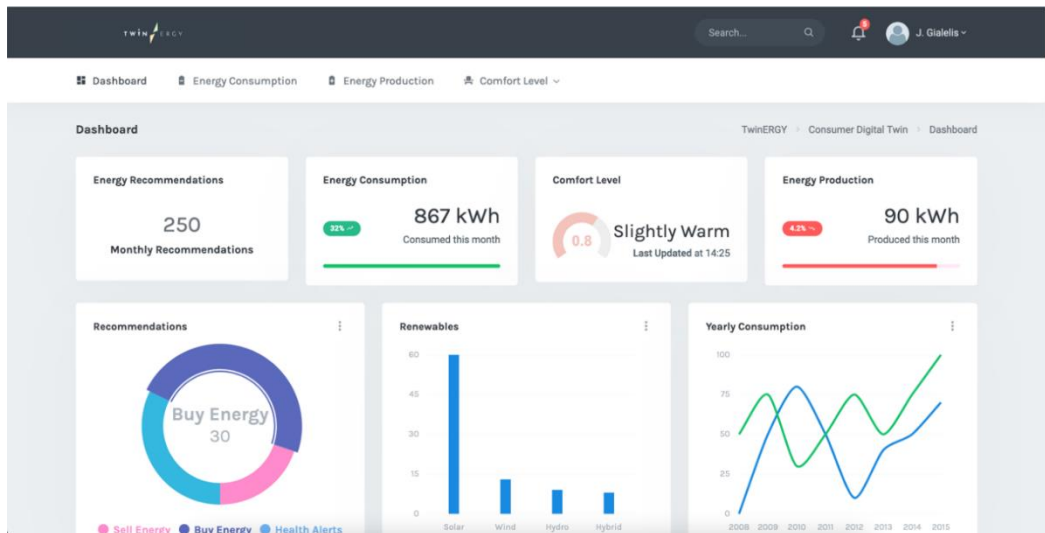 TWINERGY
Search...
8
J. Gialelis
Dashboard
Energy Consumption
Energy Production
Comfort Level
Dashboard
TwinERGY
Consumer Digital Twin
Dashboard
Energy Recommendations
250
Monthly Recommendations
Energy Consumption
32%
867 kWh
Consumed this month
Comfort Level
0.8
Slightly Warm
Last Updated at 14:25
Energy Production
4.2%
90 kWh
Produced this month
Recommendations
Buy Energy
30
Sell Energy
Buy Energy
Health Alerts
Renewables
60
45
30
15
0
Solar Wind Hydro Hybrid
Yearly Consumption
100
75
50
25
0
2008 2009 2010 2011 2012 2013 2014 2015